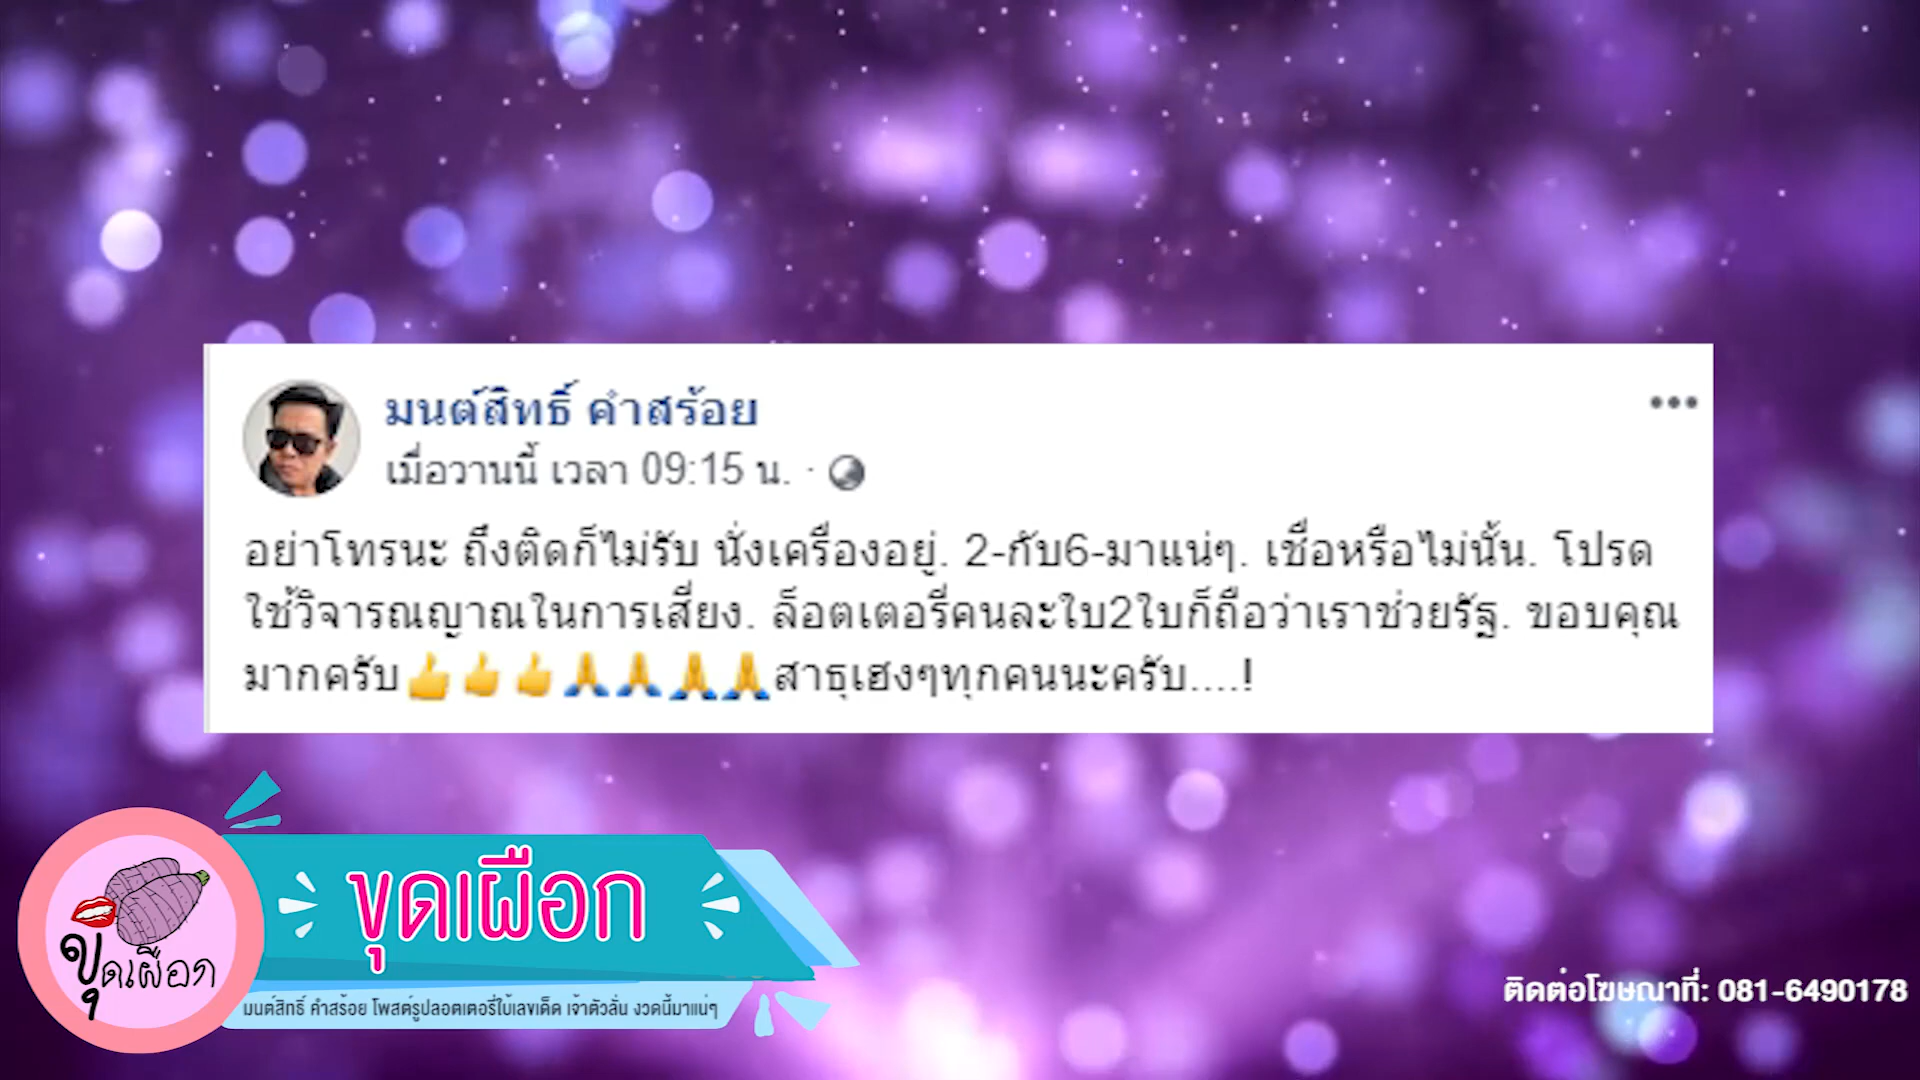 มนต์สิทธิ์ คำสร้อย
เมื่อวานนี้ เวลา 09:15 น. ·
อย่าโทรนะ ถึงติดก็ไม่รับ นั่งเครื่องอยู่. 2-กับ6-มาแน่ๆ. เชื่อหรือไม่นั้น. โปรด
ใช้วิจารณญาณในการเสี่ยง. ล็อตเตอรี่คนละใบ2ใบก็ถือว่าเราช่วยรัฐ. ขอบคุณ
มากครับ👍👍👍🙏🙏🙏🙏สาธุเฮงๆทุกคนนะครับ....!
ขุดเผือก
ขุดเผือก
มนต์สิทธิ์ คำสร้อย โพสต์รูปลอตเตอรี่ใบ้เลขเด็ด เจ้าตัวลั่น งวดนี้มาแน่ๆ
ติดต่อโฆษณาที่: 081-6490178